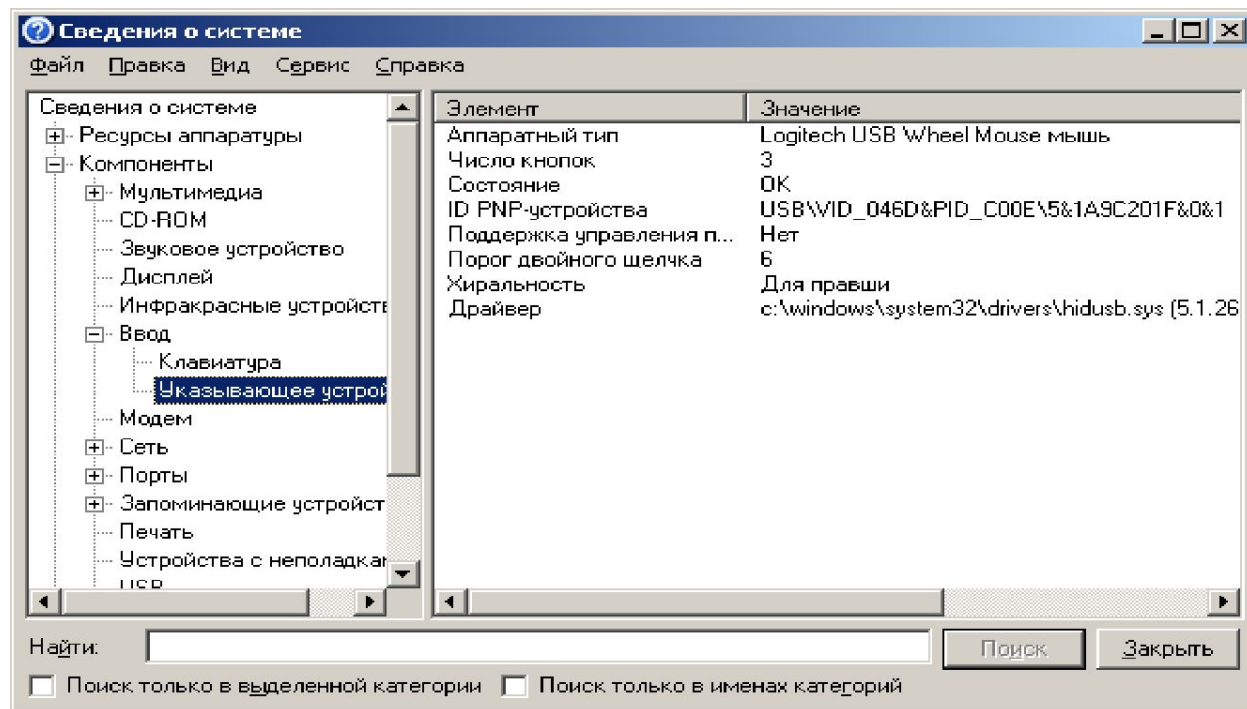 Сведения о системе
Файл Правка Вид Сервис Справка
Сведения о системе
Ресурсы аппаратуры
Компоненты
Мультимедиа
CD-ROM
Звуковое устройство
Дисплей
Инфракрасные устройств
Ввод
Клавиатура
Указывающее устрой
Модем
Сеть
Порты
Запоминающие устройст
Печать
Устройства с неполадкам
USB
Элемент Значение
Аппаратный тип Logitech USB Wheel Mouse мышь
Число кнопок 3
Состояние OK
ID PNP-устройства USB\VID_046D&PID_C00E\5&1A9C201F&0&1
Поддержка управления п... Нет
Порог двойного щелчка 6
Хиральность Для правши
Драйвер c:\windows\system32\drivers\hidusb.sys (5.1.26
Найти: Поиск Закрыть
Поиск только в выделенной категории Поиск только в именах категорий